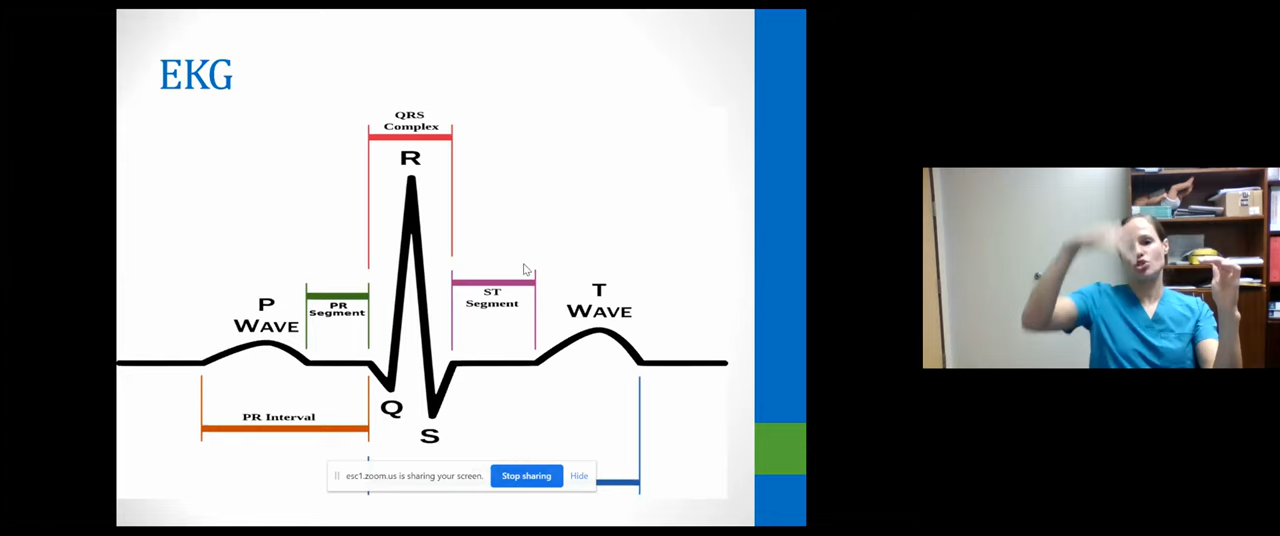 EKG
QRS
Complex
R
P
WAVE
PR
Segment
ST
Segment
T
WAVE
Q
S
PR Interval
esc1.zoom.us is sharing your screen. Stop sharing Hide